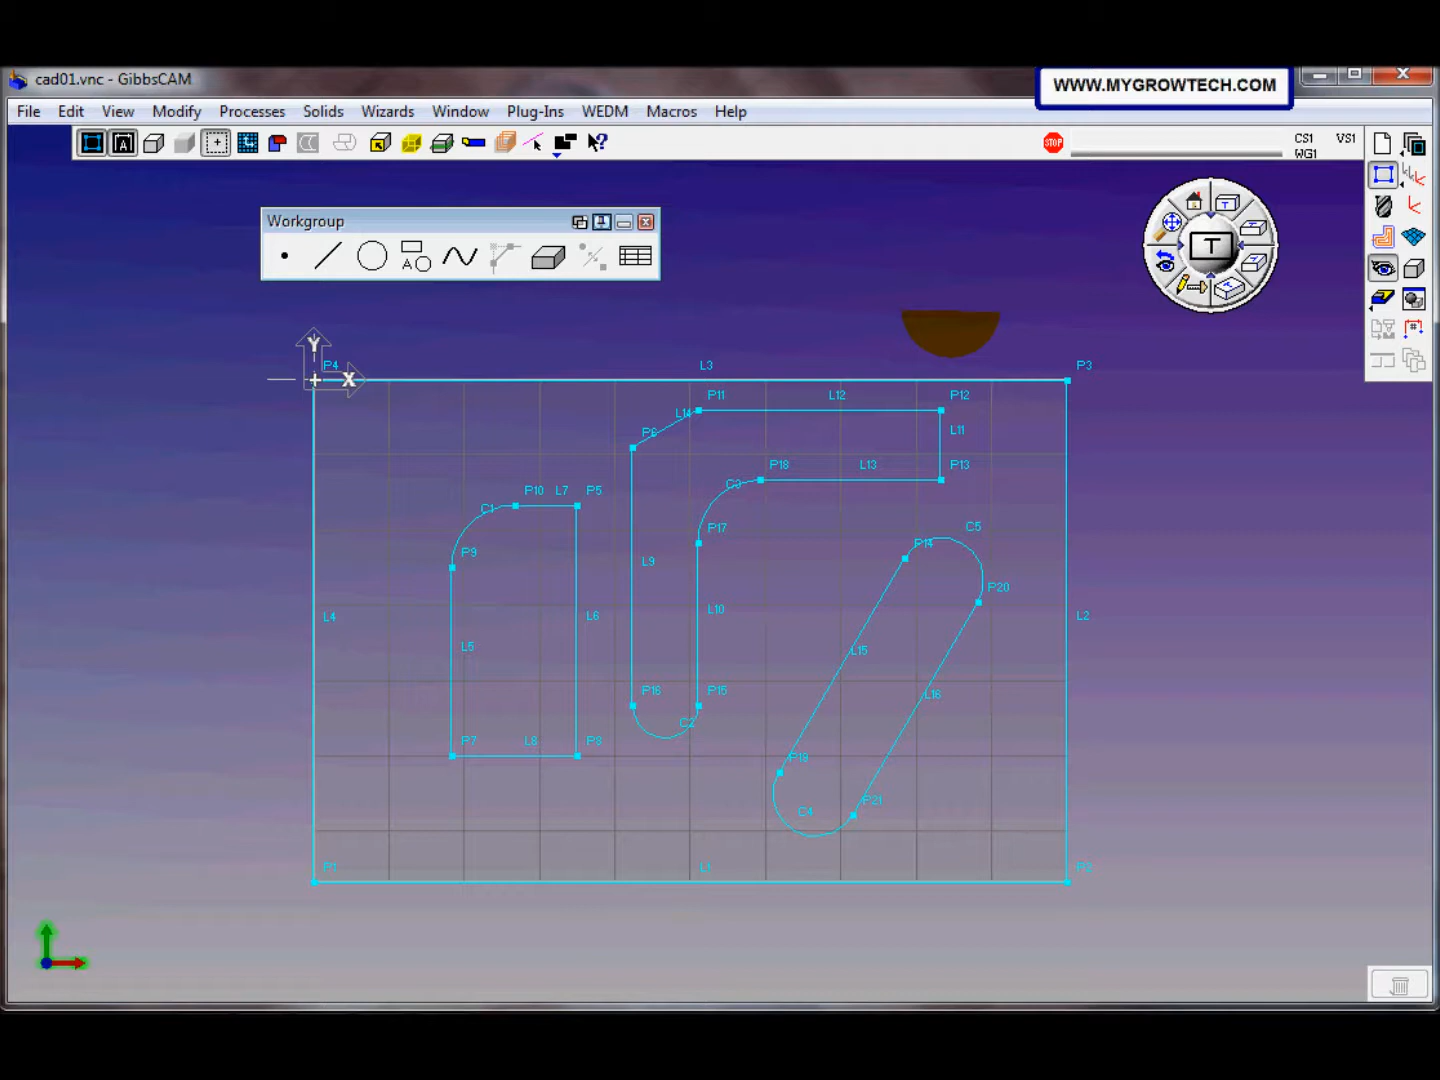 cad01.vnc - GibbsCAM
WWW.MYGROWTECH.COM
File Edit View Modify Processes Solids Wizards Window Plug-Ins WEDM Macros Help
STOP
CS1 VS1
WG1
Workgroup
T
Y
P4 X L3 P3
P11 L12 P12
L14
P6 L11
P18 L13 P13
C3
P10 L7 P5
C1
P17 C5
P9 P14
L9
P20
L10
L4 L6 L2
L5 L15
P16 P15 L16
C2
P7 L8 P8
P19
P21
C4
P1 L1 P2